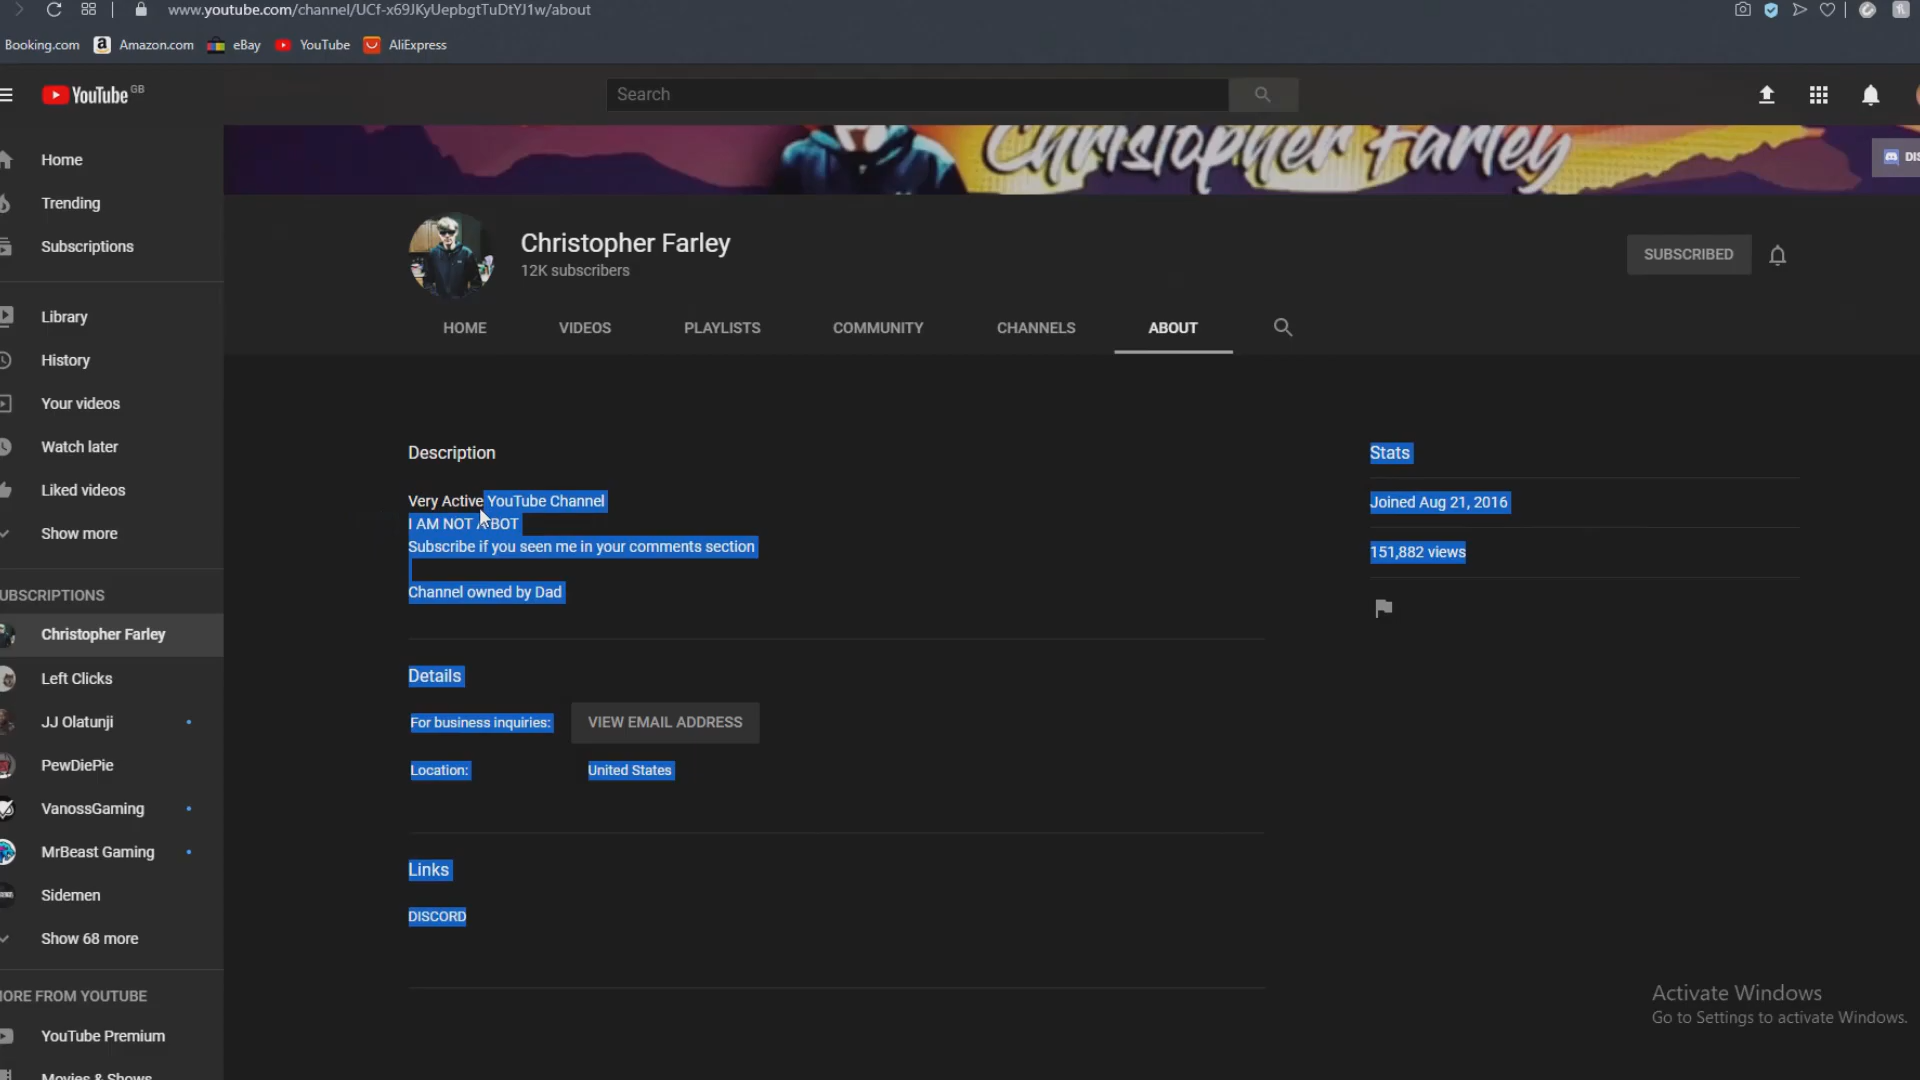 www.youtube.com/channel/UCf-x69JKyUepbgtTuDtYJ1w/about
Booking.com
Amazon.com
eBay
YouTube
AliExpress
YouTube GB
Search
Christopher Farley
DIS
Home
Trending
Subscriptions
Library
History
Your videos
Watch later
Liked videos
Show more
UBSCRIPTIONS
Christopher Farley
Left Clicks
JJ Olatunji
PewDiePie
VanossGaming
MrBeast Gaming
Sidemen
Show 68 more
ORE FROM YOUTUBE
YouTube Premium
Movies & Shows
Christopher Farley
12K subscribers
SUBSCRIBED
HOME
VIDEOS
PLAYLISTS
COMMUNITY
CHANNELS
ABOUT
Description
Very Active YouTube Channel
I AM NOT A BOT
Subscribe if you seen me in your comments section
Channel owned by Dad
Details
For business inquiries:
VIEW EMAIL ADDRESS
Location:
United States
Links
DISCORD
Stats
Joined Aug 21, 2016
151,882 views
Activate Windows
Go to Settings to activate Windows.